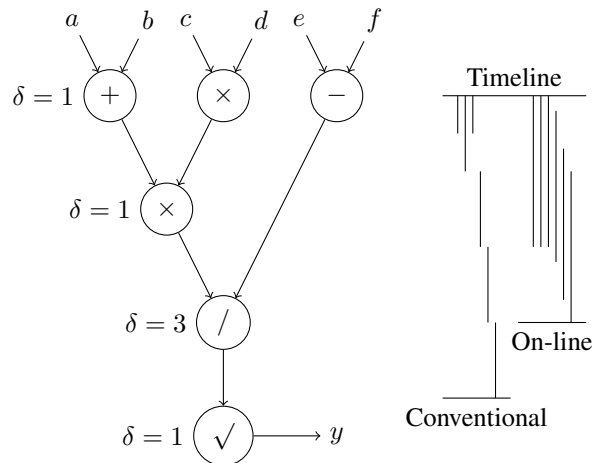 a b c d e f
δ = 1 + × −
Timeline
δ = 1 ×
δ = 3 /
On-line
Conventional
δ = 1 √ y